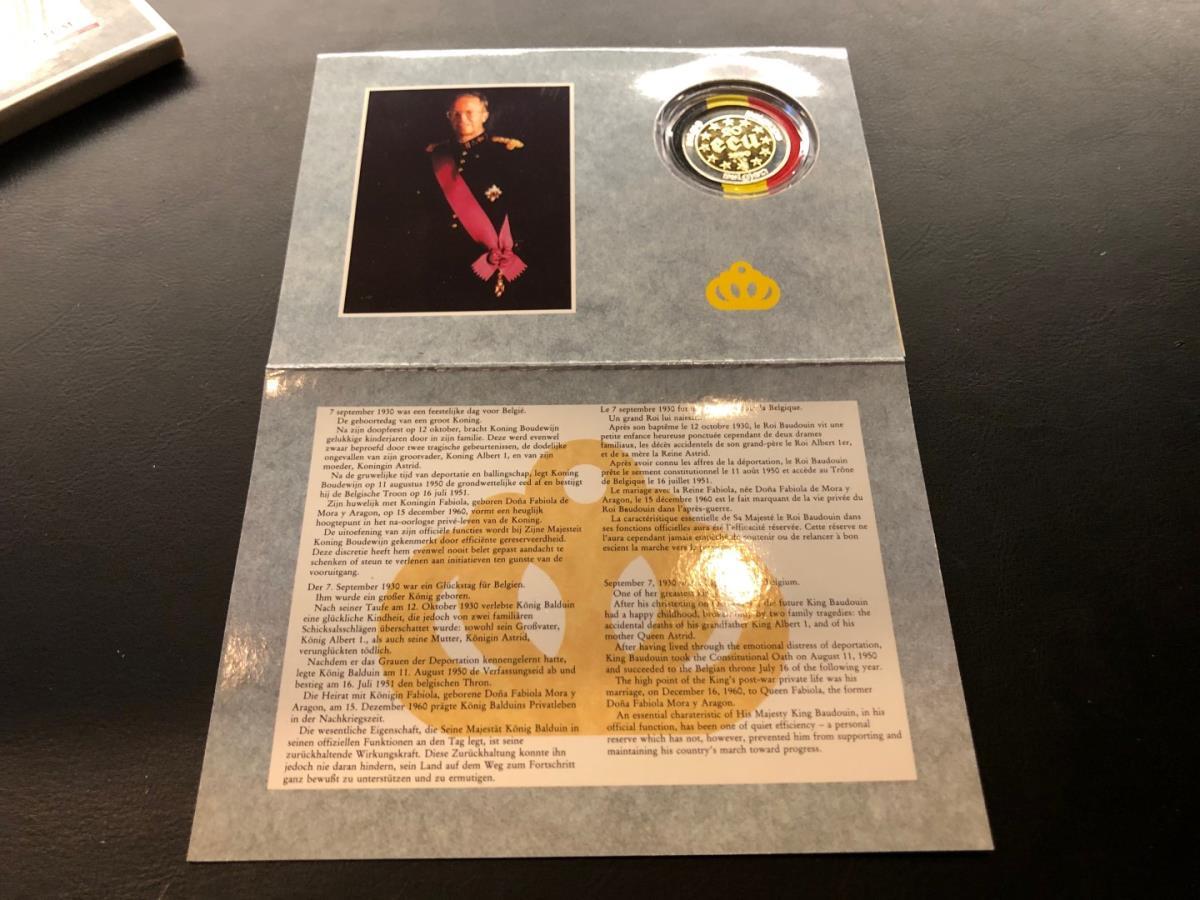 ecu
7 september 1930 was een feestelijke dag voor België.
De geboortedag van een groot Koning.
Na zijn doopfeest op 12 oktober, bracht Koning Boudewijn
gelukkige kinderjaren door in zijn familie. Deze werd evenwel
zwaar beproefd door twee tragische gebeurtenissen, de dodelijke
ongevallen van zijn grootvader, Koning Albert 1, en van zijn
moeder, Koningin Astrid.
Na de gruwelijke tijd van deportatie en ballingschap, legt Koning
Boudewijn op 11 augustus 1950 de grondwettelijke eed af en bestijgt
hij de Belgische Troon op 16 juli 1951.
Zijn huwelijk met Koningin Fabiola, geboren Doña Fabiola de
Mora y Aragon, op 15 december 1960, vormt een heuglijk
hoogtepunt in het na-oorlogse privé-leven van de Koning.
De uitoefening van zijn officiële functies wordt bij Zijne Majesteit
Koning Boudewijn gekenmerkt door efficiënte gereserveerdheid.
Deze discretie heeft hem evenwel nooit belet gepast aandacht te
schenken of steun te verlenen aan initiatieven ten gunste van de
vooruitgang.
Le 7 septembre 1930 fut la Belgique.
Un grand Roi lui
Après son baptême le 12 octobre 1930, le Roi Baudouin vit une
petite enfance heureuse ponctuée cependant de deux drames
familiaux, les décès accidentels de son grand-père le Roi Albert 1er,
et de sa mère la Reine Astrid.
Après avoir connu les affres de la déportation, le Roi Baudouin
prête le serment constitutionnel le 11 août 1950 et accède au Trône
de Belgique le 16 juillet 1951.
Le mariage avec la Reine Fabiola, née Doña Fabiola de Mora y
Aragon, le 15 décembre 1960 est le fait marquant de la vie privée du
Roi Baudouin dans l'après-guerre.
La caractéristique essentielle de Sa Majesté le Roi Baudouin dans
ses fonctions officielles aura été l'efficacité réservée. Cette réserve ne
l'aura cependant jamais empêché de soutenir ou de relancer à bon
escient la marche vers le
Der 7. September 1930 war ein Glückstag für Belgien.
Ihm wurde ein großer König geboren.
Nach seiner Taufe am 12. Oktober 1930 verlebte König Balduin
eine glückliche Kindheit, die jedoch von zwei familiären
Schicksalsschlägen überschattet wurde: sowohl sein Großvater,
König Albert 1., als auch seine Mutter, Königin Astrid,
verunglückten tödlich.
Nachdem er das Grauen der Deportation kennengelernt hatte,
legte König Balduin am 11. August 1950 de Verfassungseid ab und
bestieg am 16. Juli 1951 den belgischen Thron.
Die Heirat mit Königin Fabiola, geborene Doña Fabiola Mora y
Aragon, am 15. Dezember 1960 prägte König Balduins Privatleben
in der Nachkriegszeit.
Die wesentliche Eigenschaft, die Seine Majestät König Balduin in
seinen offiziellen Funktionen an den Tag legt, ist seine
zurückhaltende Wirkungskraft. Diese Zurückhaltung konnte ihn
jedoch nie daran hindern, sein Land auf dem Weg zum Fortschritt
ganz bewußt zu unterstützen und zu ermutigen.
September 7, 1930
One of her greatest
After his christening on the future King Baudouin
had a happy childhood, by two family tragedies: the
accidental deaths of his grandfather King Albert 1, and of his
mother Queen Astrid.
After having lived through the emotional distress of deportation,
King Baudouin took the Constitutional Oath on August 11, 1950
and succeeded to the Belgian throne July 16 of the following year.
The high point of the King's post-war private life was his
marriage, on December 16, 1960, to Queen Fabiola, the former
Doña Fabiola Mora y Aragon.
An essential charateristic of His Majesty King Baudouin, in his
official function, has been one of quiet efficiency – a personal
reserve which has not, however, prevented him from supporting and
maintaining his country's march toward progress.